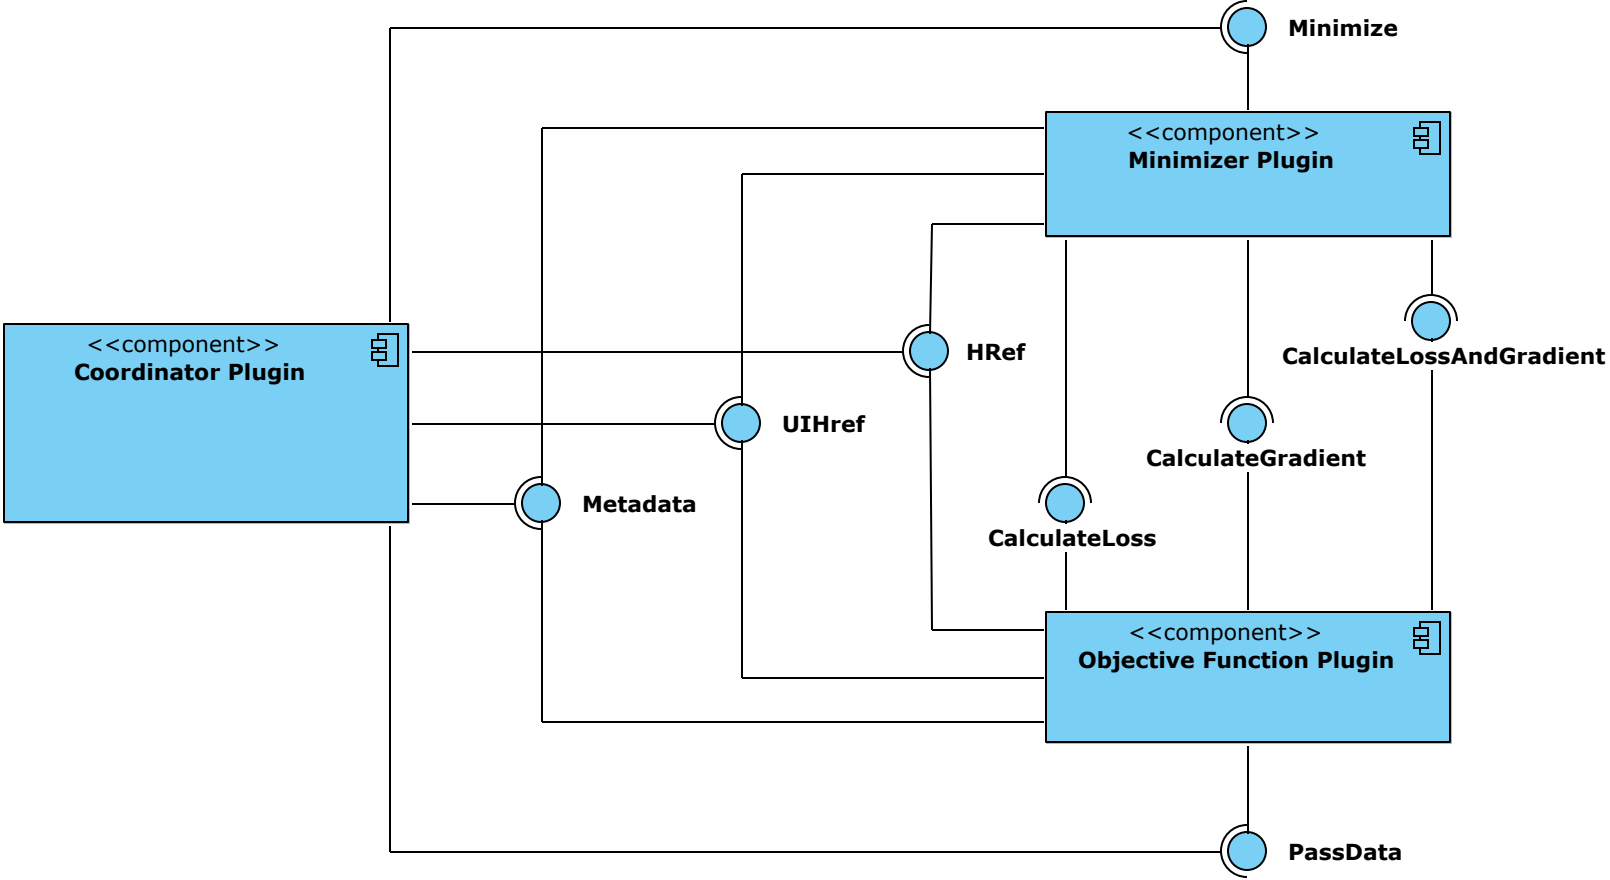 Minimize
<<component>>
Minimizer Plugin
<<component>>
Coordinator Plugin
HRef
CalculateLossAndGradient
UIHref
CalculateGradient
Metadata
CalculateLoss
<<component>>
Objective Function Plugin
PassData